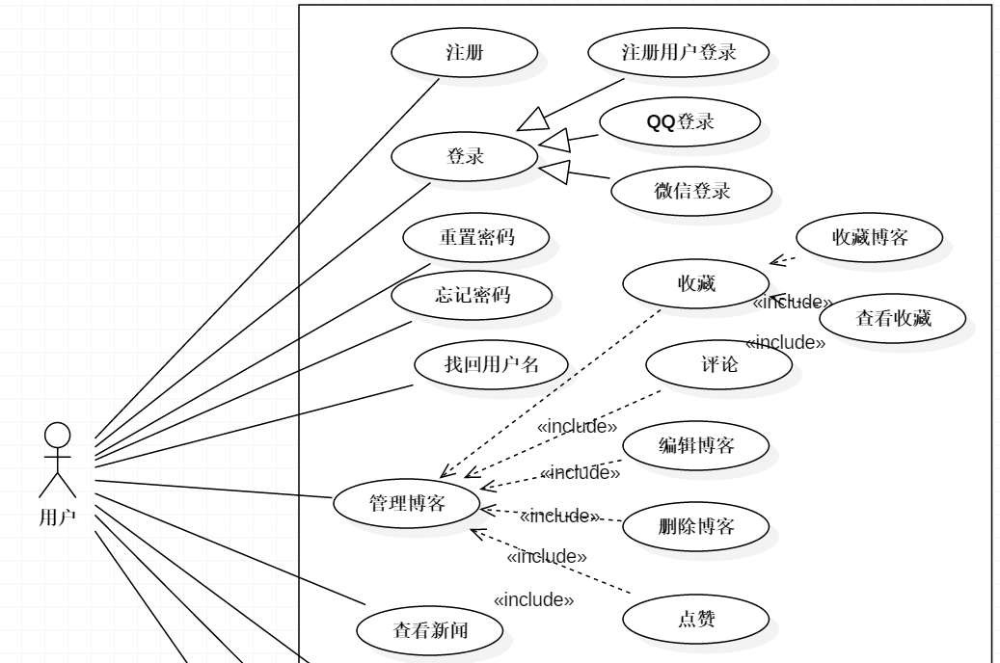 注册
注册用户登录
QQ登录
登录
微信登录
重置密码
收藏博客
收藏
忘记密码
«include»
查看收藏
«include»
找回用户名
评论
«include»
编辑博客
«include»
管理博客
用户
«include»
删除博客
«include»
«include»
点赞
查看新闻